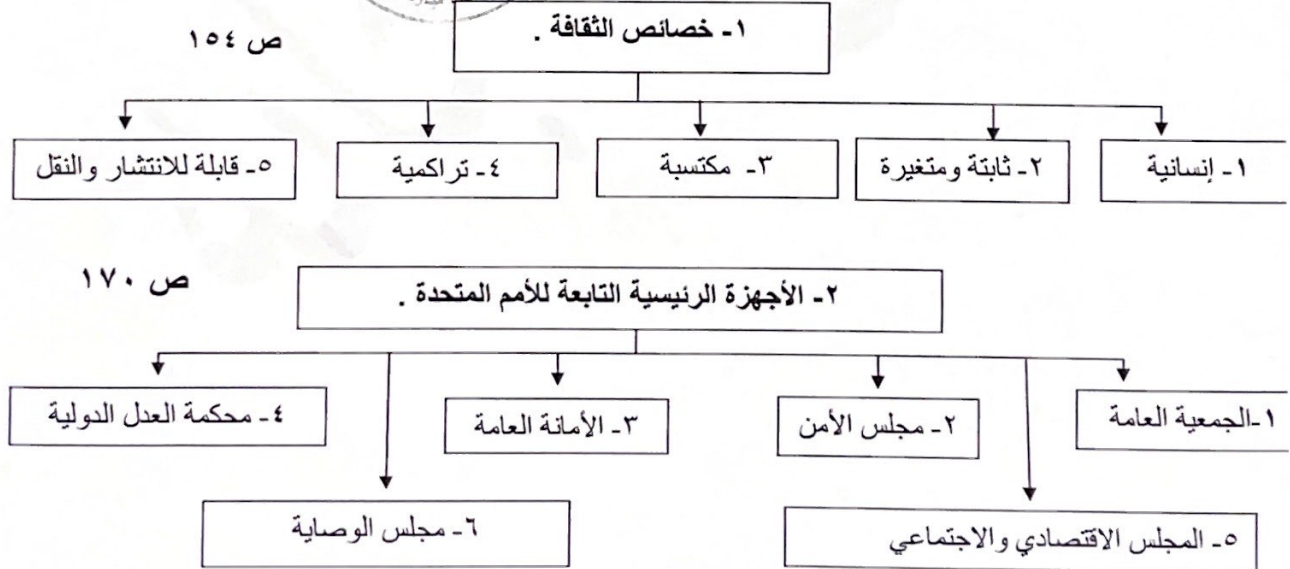 ١- خصائص الثقافة .
ص ١٥٤
١- إنسانية
٢- ثابتة ومتغيرة
٣- مكتسبة
٤- تراكمية
٥- قابلة للانتشار والنقل
٢- الأجهزة الرئيسية التابعة للأمم المتحدة .
ص ١٧٠
١-الجمعية العامة
٢- مجلس الأمن
٣- الأمانة العامة
٤- محكمة العدل الدولية
٥- المجلس الاقتصادي والاجتماعي
٦- مجلس الوصاية